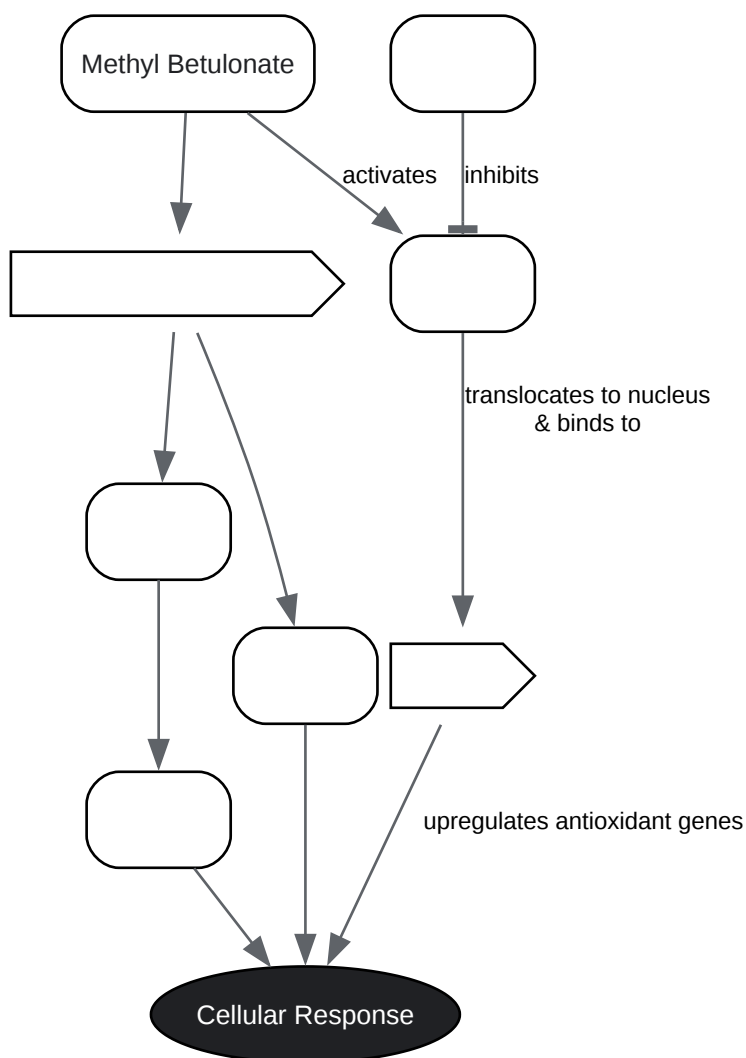 Methyl Betulonate
activates
inhibits
translocates to nucleus
& binds to
upregulates antioxidant genes
Cellular Response